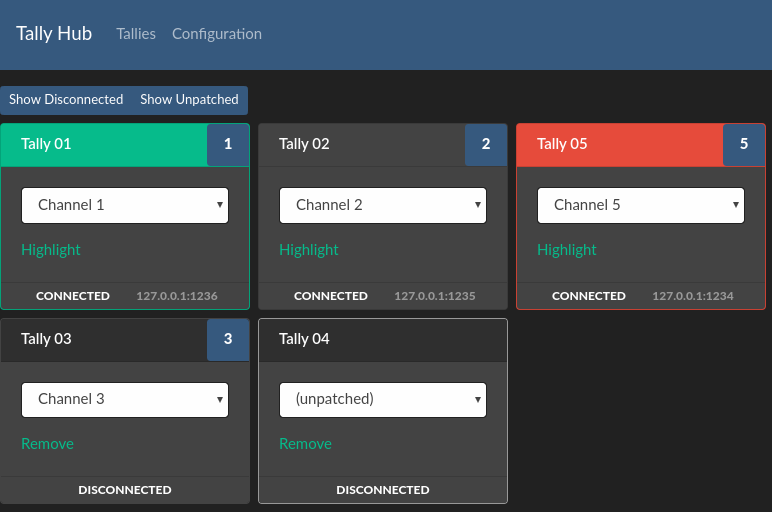 Tally Hub Tallies Configuration
Show Disconnected Show Unpatched
Tally 01 1 Tally 02 2 Tally 05 5
Channel 1 Channel 2 Channel 5
Highlight Highlight Highlight
CONNECTED 127.0.0.1:1236 CONNECTED 127.0.0.1:1235 CONNECTED 127.0.0.1:1234
Tally 03 3 Tally 04
Channel 3 (unpatched)
Remove Remove
DISCONNECTED DISCONNECTED